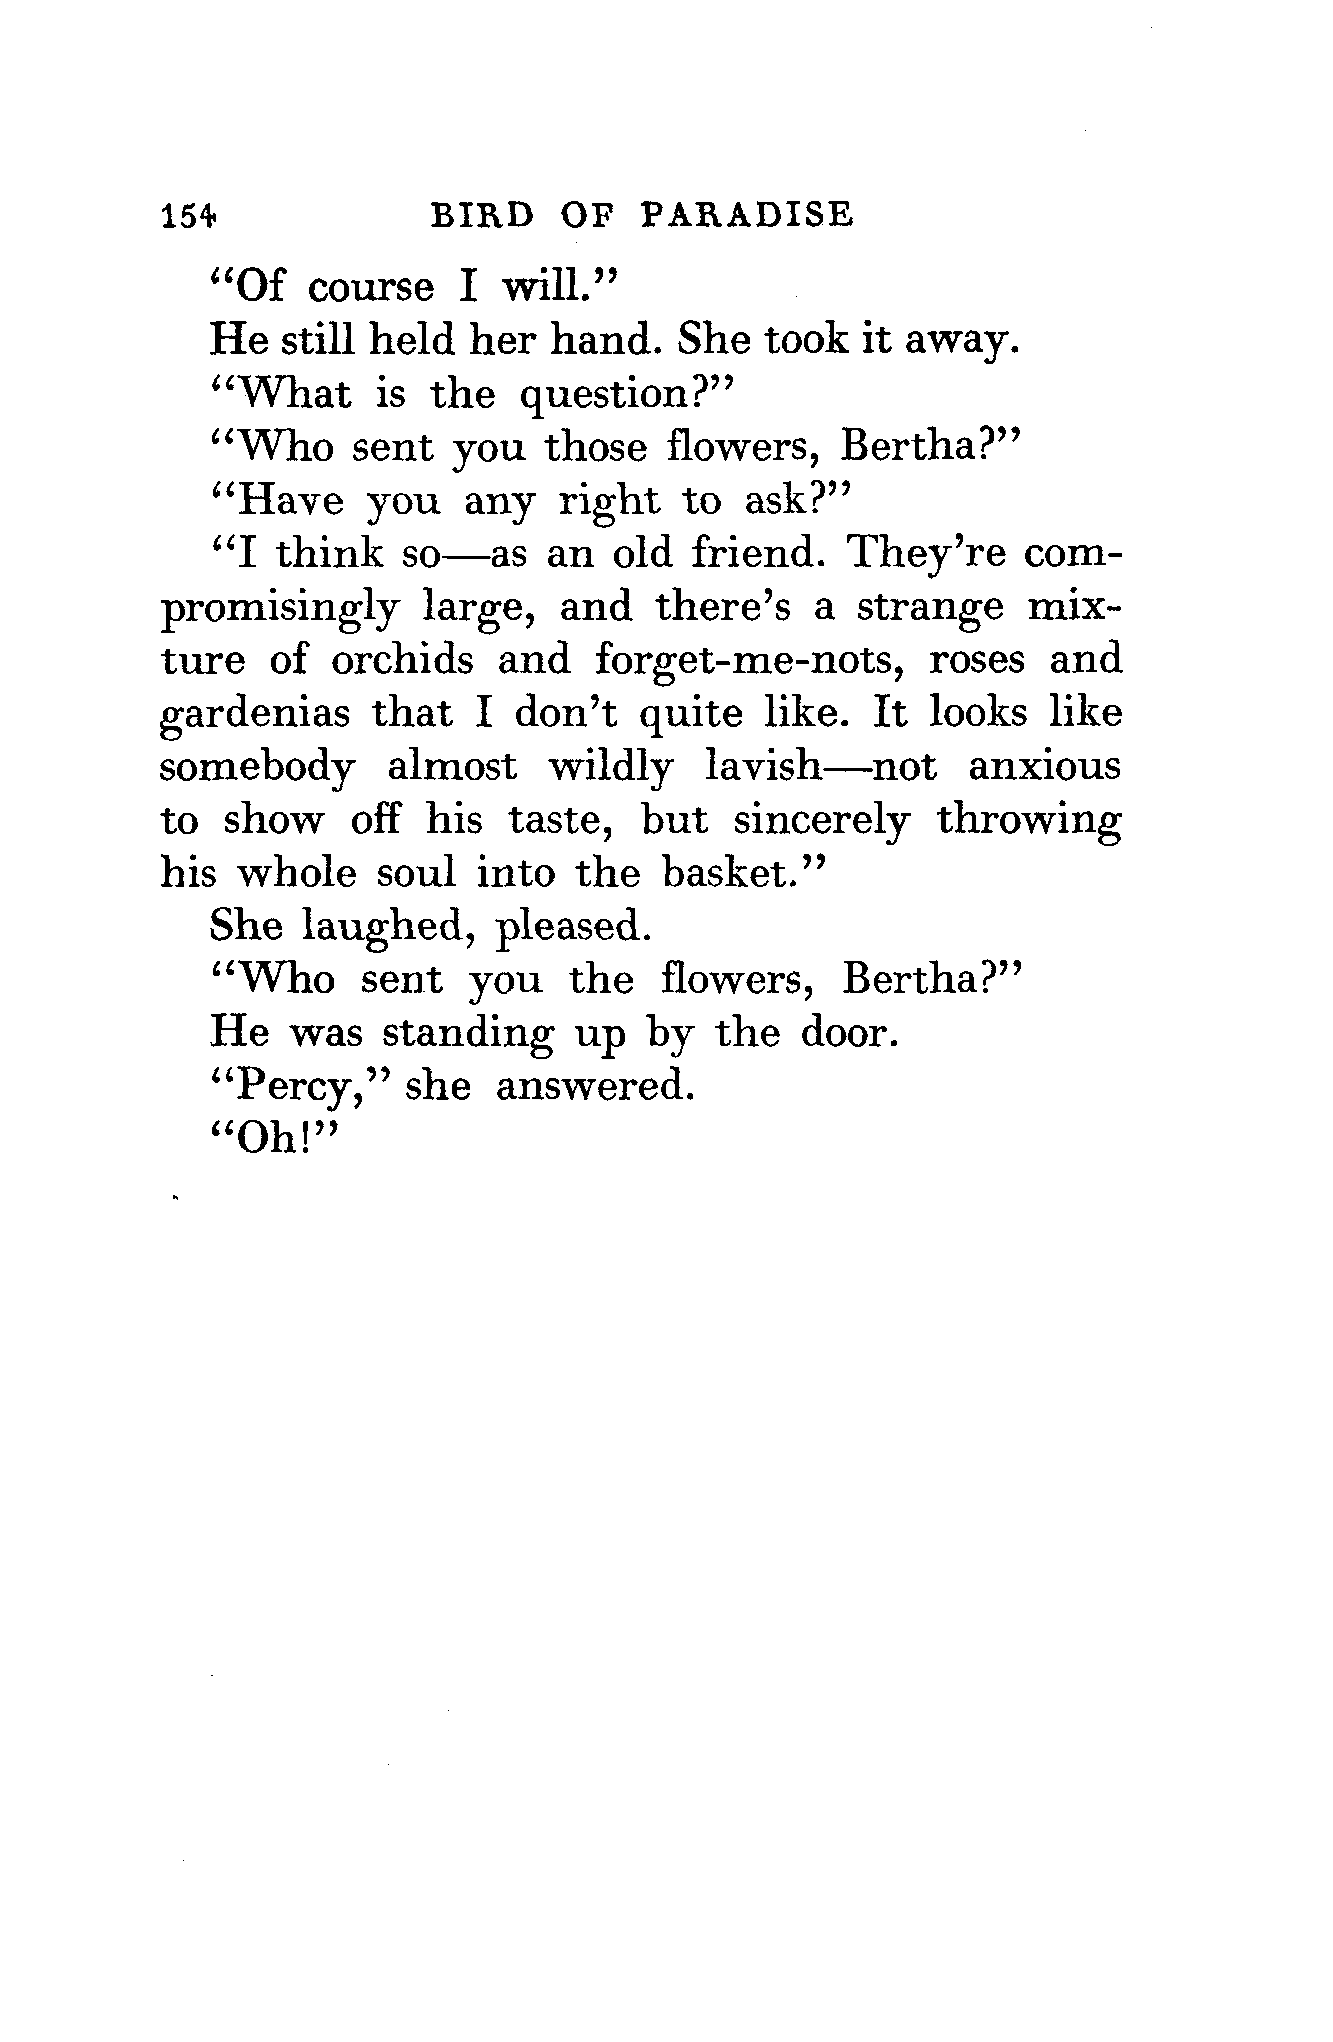 154 BIRD OF PARADISE
"Of course I will."
He still held her hand. She took it away.
"What is the question?"
"Who sent you those flowers, Bertha?"
"Have you any right to ask?"
"I think so—as an old friend. They're com-
promisingly large, and there's a strange mix-
ture of orchids and forget-me-nots, roses and
gardenias that I don't quite like. It looks like
somebody almost wildly lavish—not anxious
to show off his taste, but sincerely throwing
his whole soul into the basket."
She laughed, pleased.
"Who sent you the flowers, Bertha?"
He was standing up by the door.
"Percy," she answered.
"Oh!"